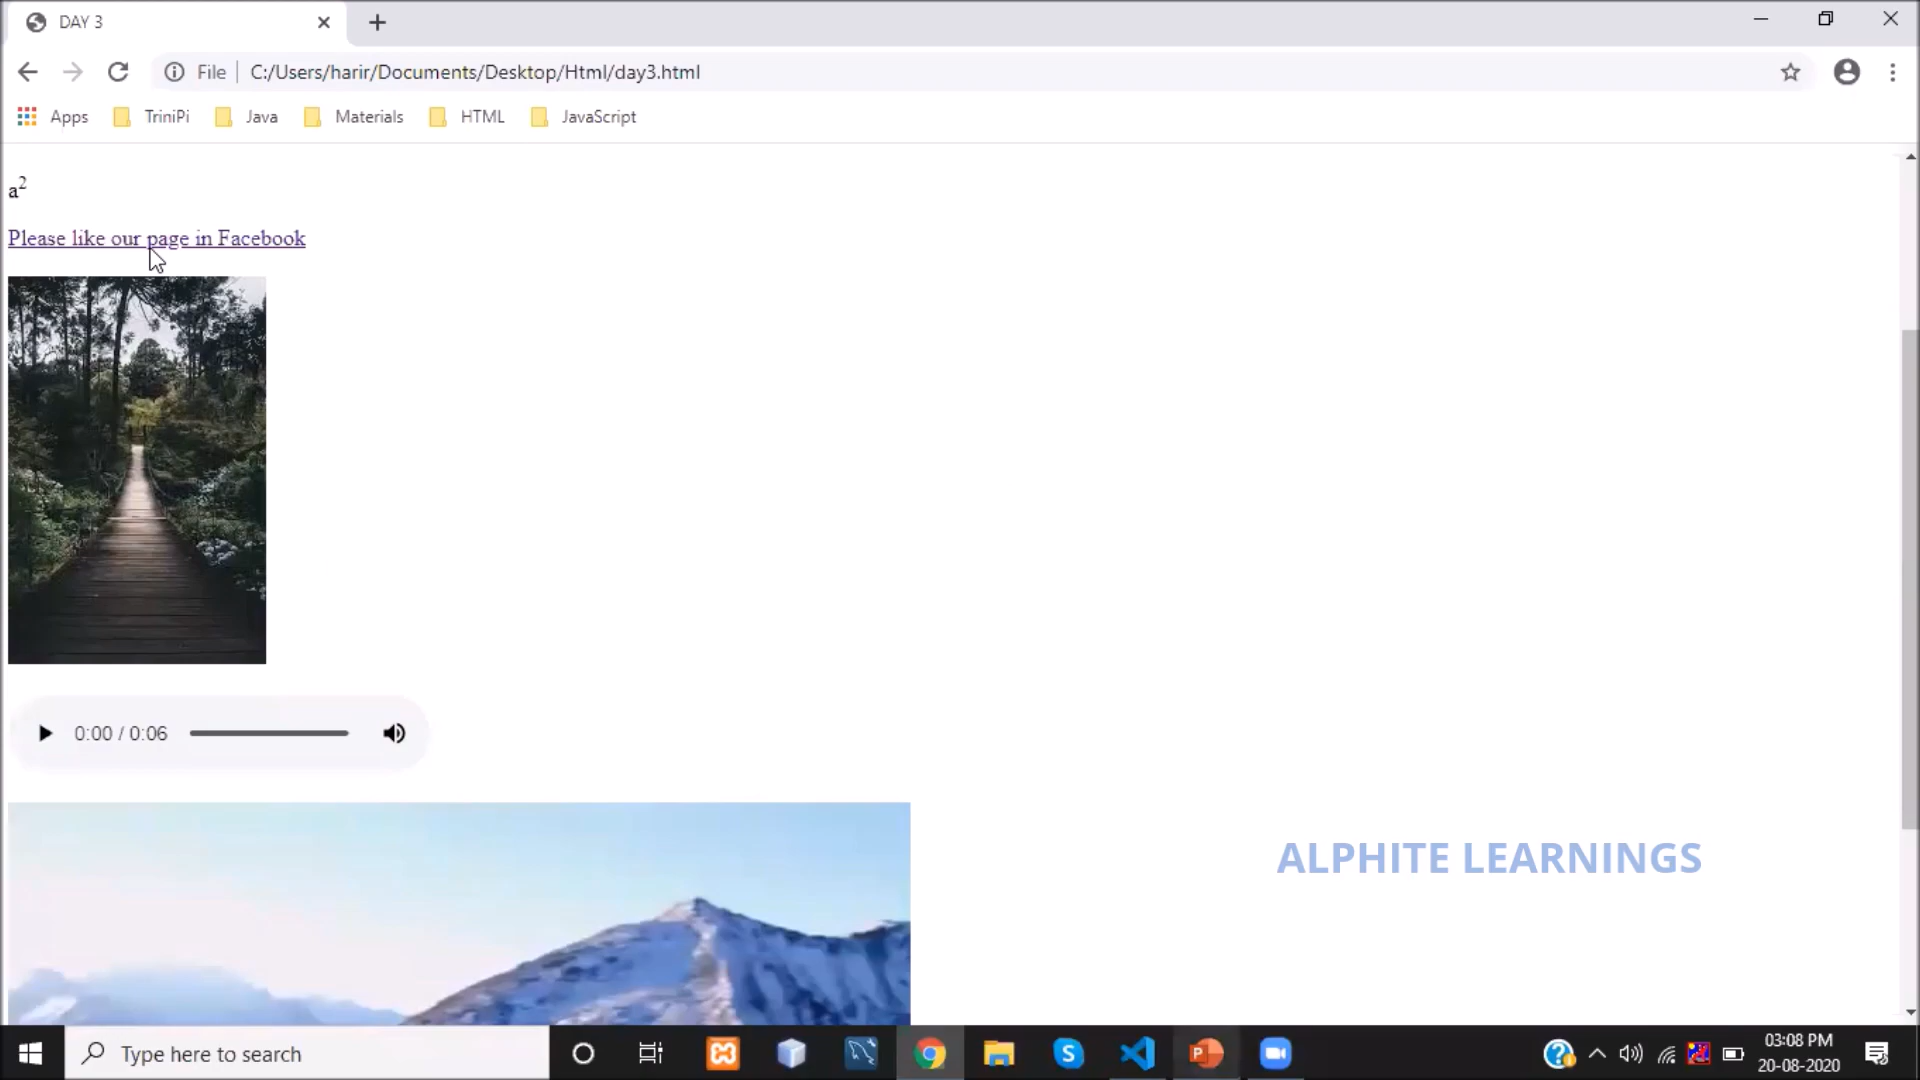 DAY 3
File C:/Users/harir/Documents/Desktop/Html/day3.html
Apps TriniPi Java Materials HTML JavaScript
a²
Please like our page in Facebook
0:00 / 0:06
ALPHITE LEARNINGS
Type here to search
03:08 PM
20-08-2020